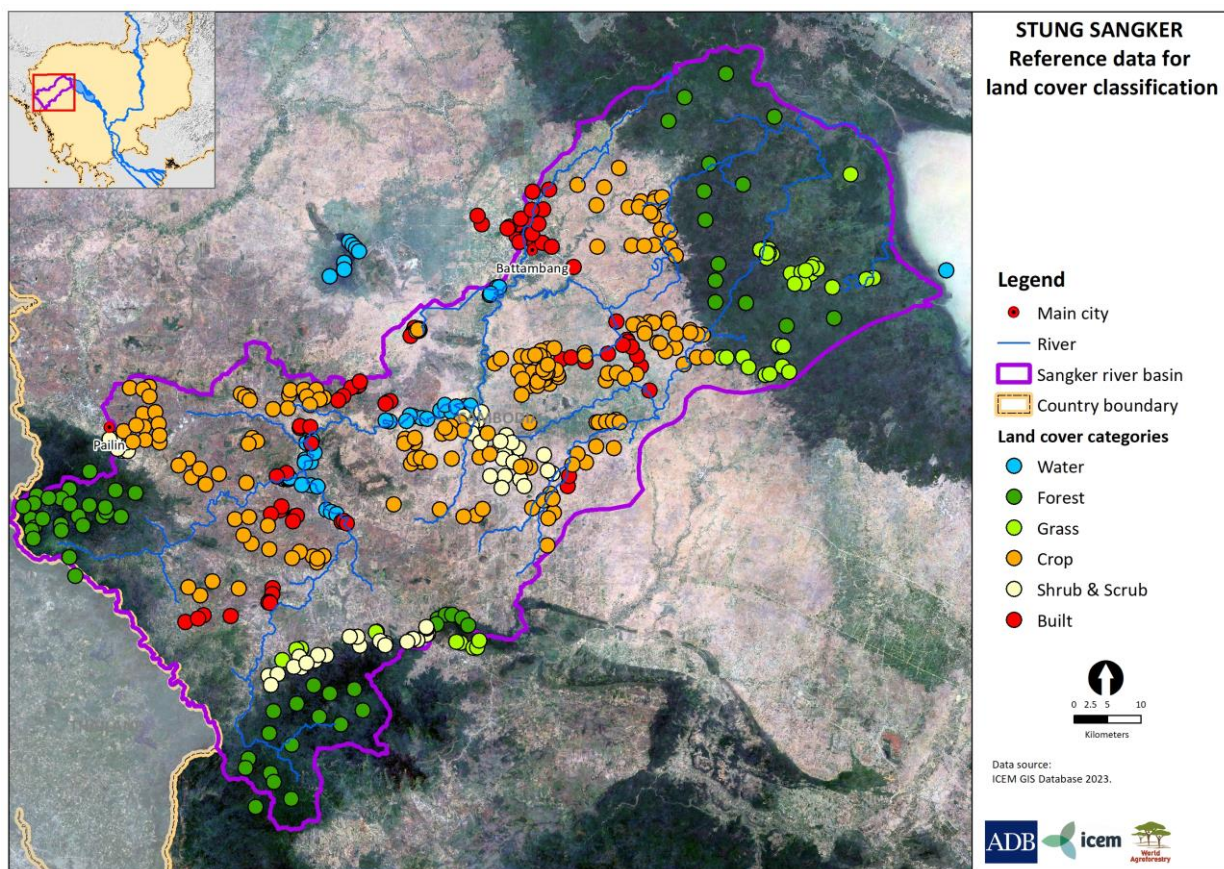 STUNG SANGKER
Reference data for
land cover classification
Battambang
Pailin
Legend
Main city
River
Sangker river basin
Country boundary
Land cover categories
Water
Forest
Grass
Crop
Shrub & Scrub
Built
0 2.5 5 10
Kilometers
Data source:
ICEM GIS Database 2023.
ADB
icem
World
Agroforestry